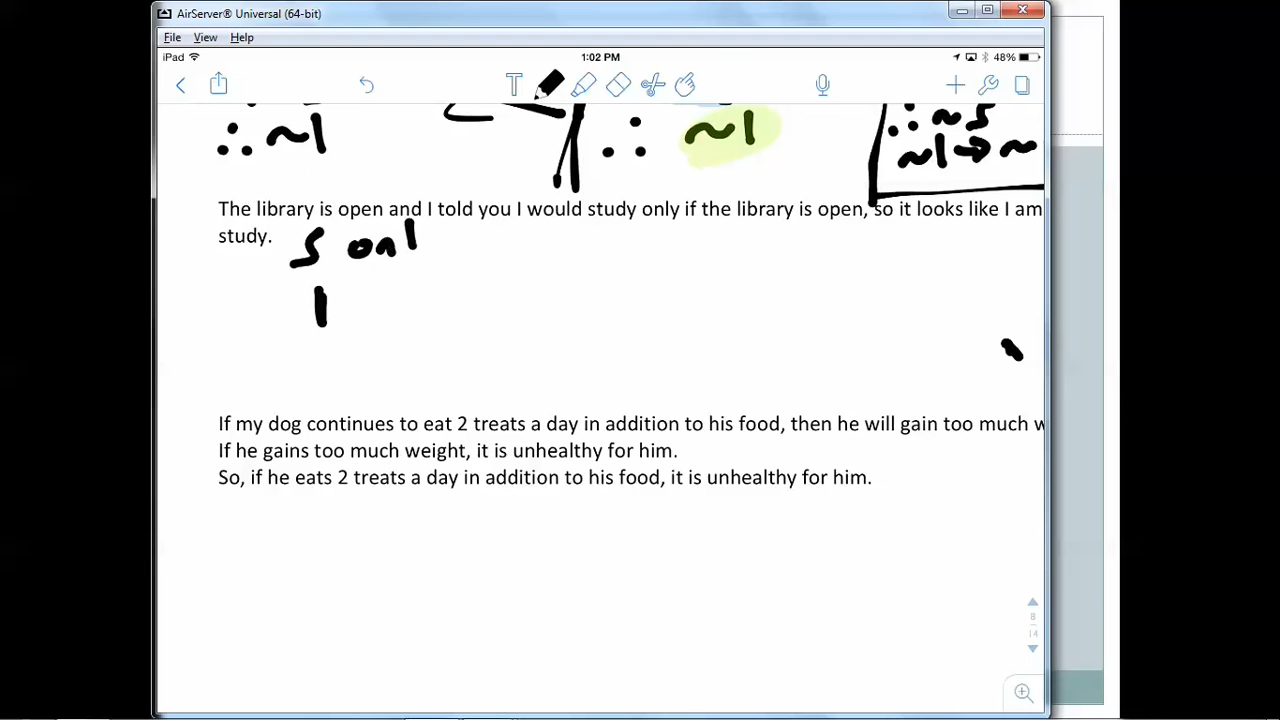 AirServer® Universal (64-bit)
File View Help
iPad 1:02 PM 48%
T
∴ ~l
∴ ~l
∴ ~s
~l → ~
The library is open and I told you I would study only if the library is open, so it looks like I am
study.
s onl
l
If my dog continues to eat 2 treats a day in addition to his food, then he will gain too much w
If he gains too much weight, it is unhealthy for him.
So, if he eats 2 treats a day in addition to his food, it is unhealthy for him.
8
14